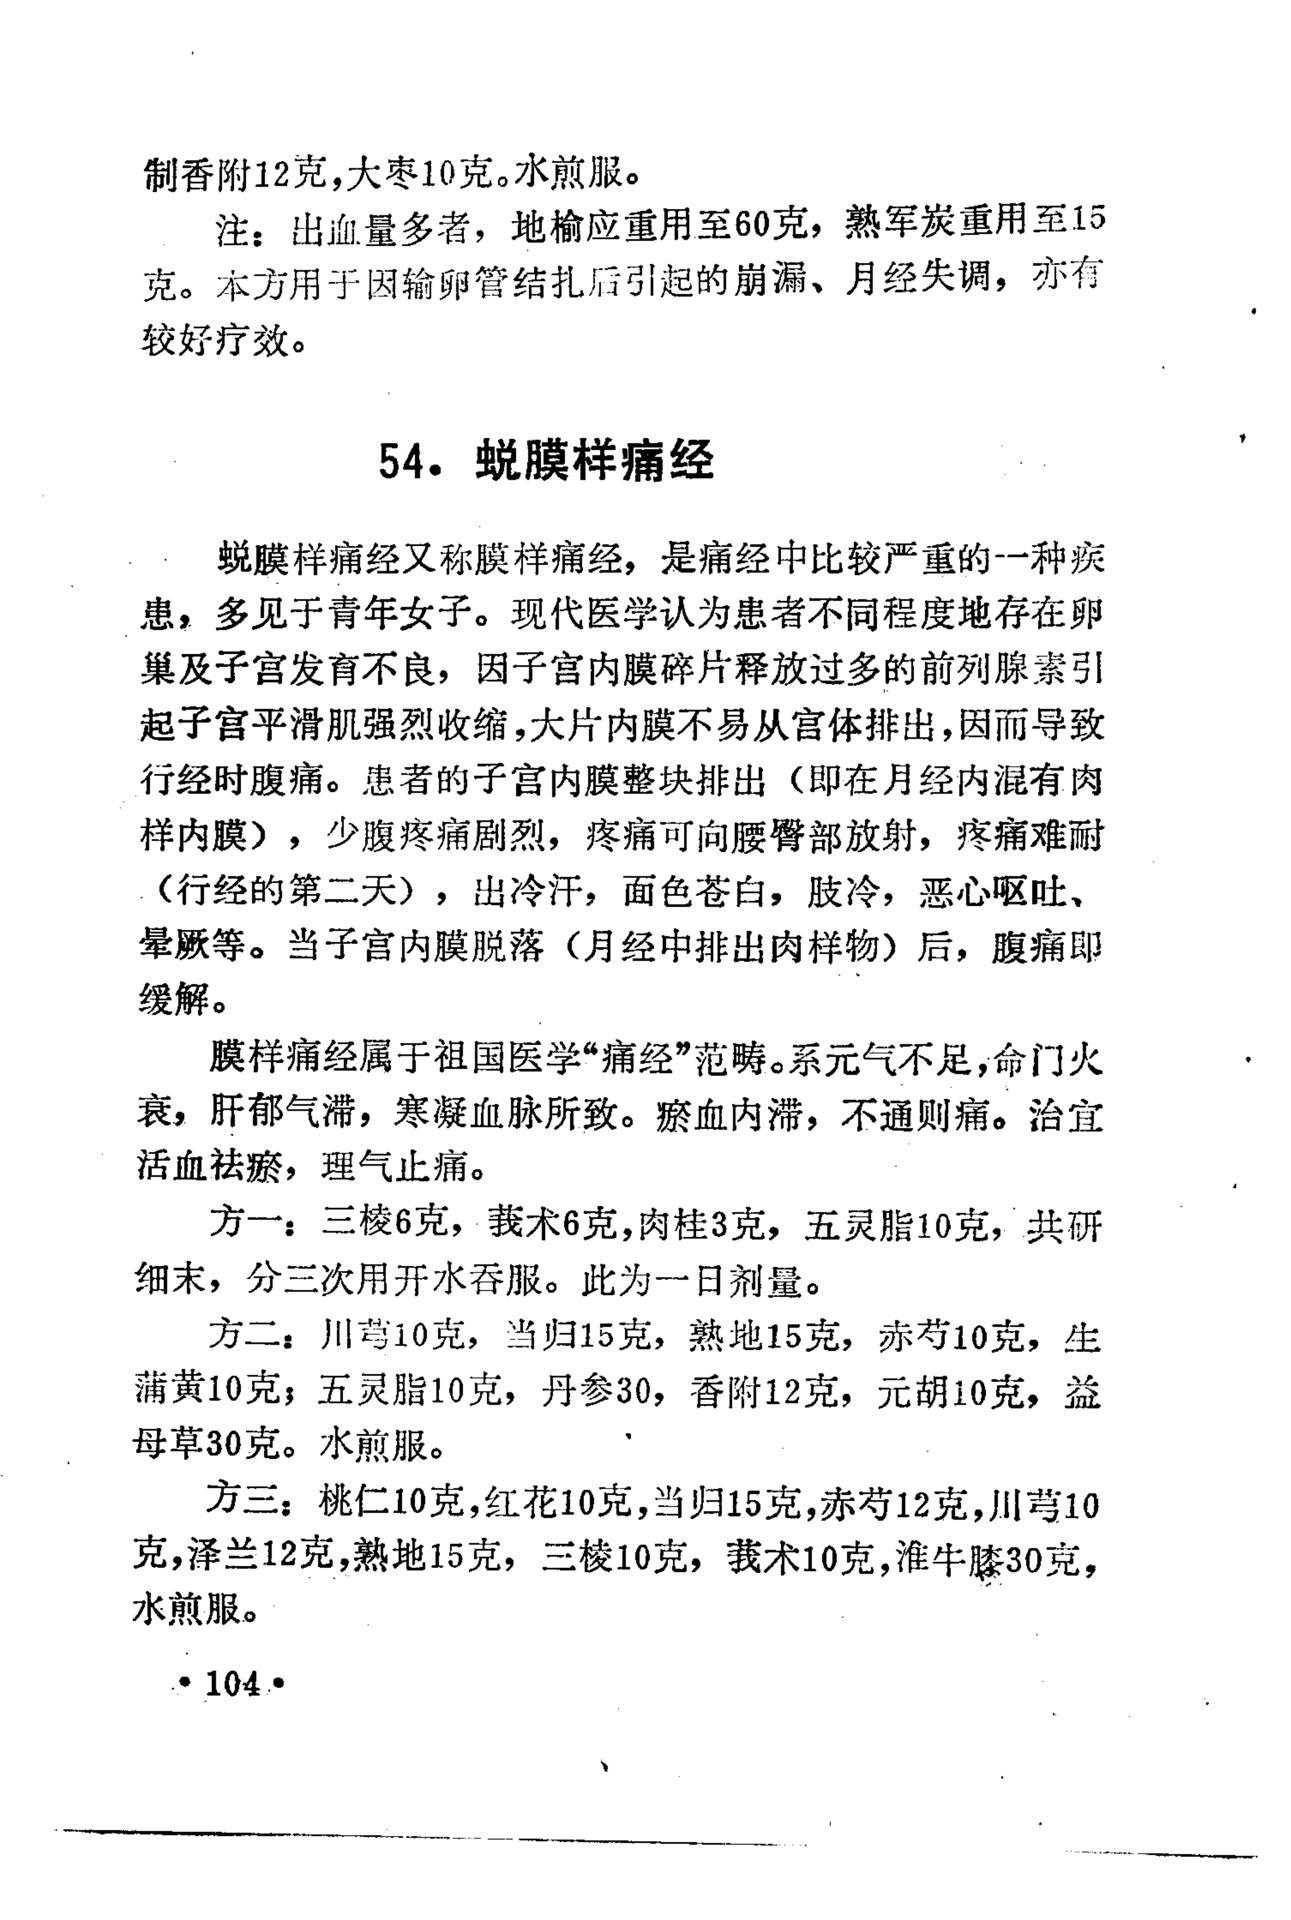 制香附12克,大枣10克。水煎服。
注：出血量多者，地榆应重用至60克，熟军炭重用至15
克。本方用于因输卵管结扎后引起的崩漏、月经失调，亦有
较好疗效。
54．蜕膜样痛经
蜕膜样痛经又称膜样痛经，是痛经中比较严重的一种疾
患，多见于青年女子。现代医学认为患者不同程度地存在卵
巢及子宫发育不良，因子宫内膜碎片释放过多的前列腺素引
起子宫平滑肌强烈收缩,大片内膜不易从宫体排出,因而导致
行经时腹痛。患者的子宫内膜整块排出（即在月经内混有肉
样内膜），少腹疼痛剧烈，疼痛可向腰臀部放射，疼痛难耐
（行经的第二天），出冷汗，面色苍白，肢冷，恶心呕吐、
晕厥等。当子宫内膜脱落（月经中排出肉样物）后，腹痛即
缓解。
膜样痛经属于祖国医学“痛经”范畴。系元气不足,命门火
衰，肝郁气滞，寒凝血脉所致。瘀血内滞，不通则痛。治宜
活血祛瘀，理气止痛。
方一：三棱6克，莪术6克,肉桂3克，五灵脂10克，共研
细末，分三次用开水吞服。此为一日剂量。
方二：川芎10克，当归15克，熟地15克，赤芍10克，生
蒲黄10克；五灵脂10克，丹参30，香附12克，元胡10克，益
母草30克。水煎服。
方三：桃仁10克,红花10克,当归15克,赤芍12克,川芎10
克,泽兰12克,熟地15克，三棱10克，莪术10克,淮牛膝30克，
水煎服。
•104•